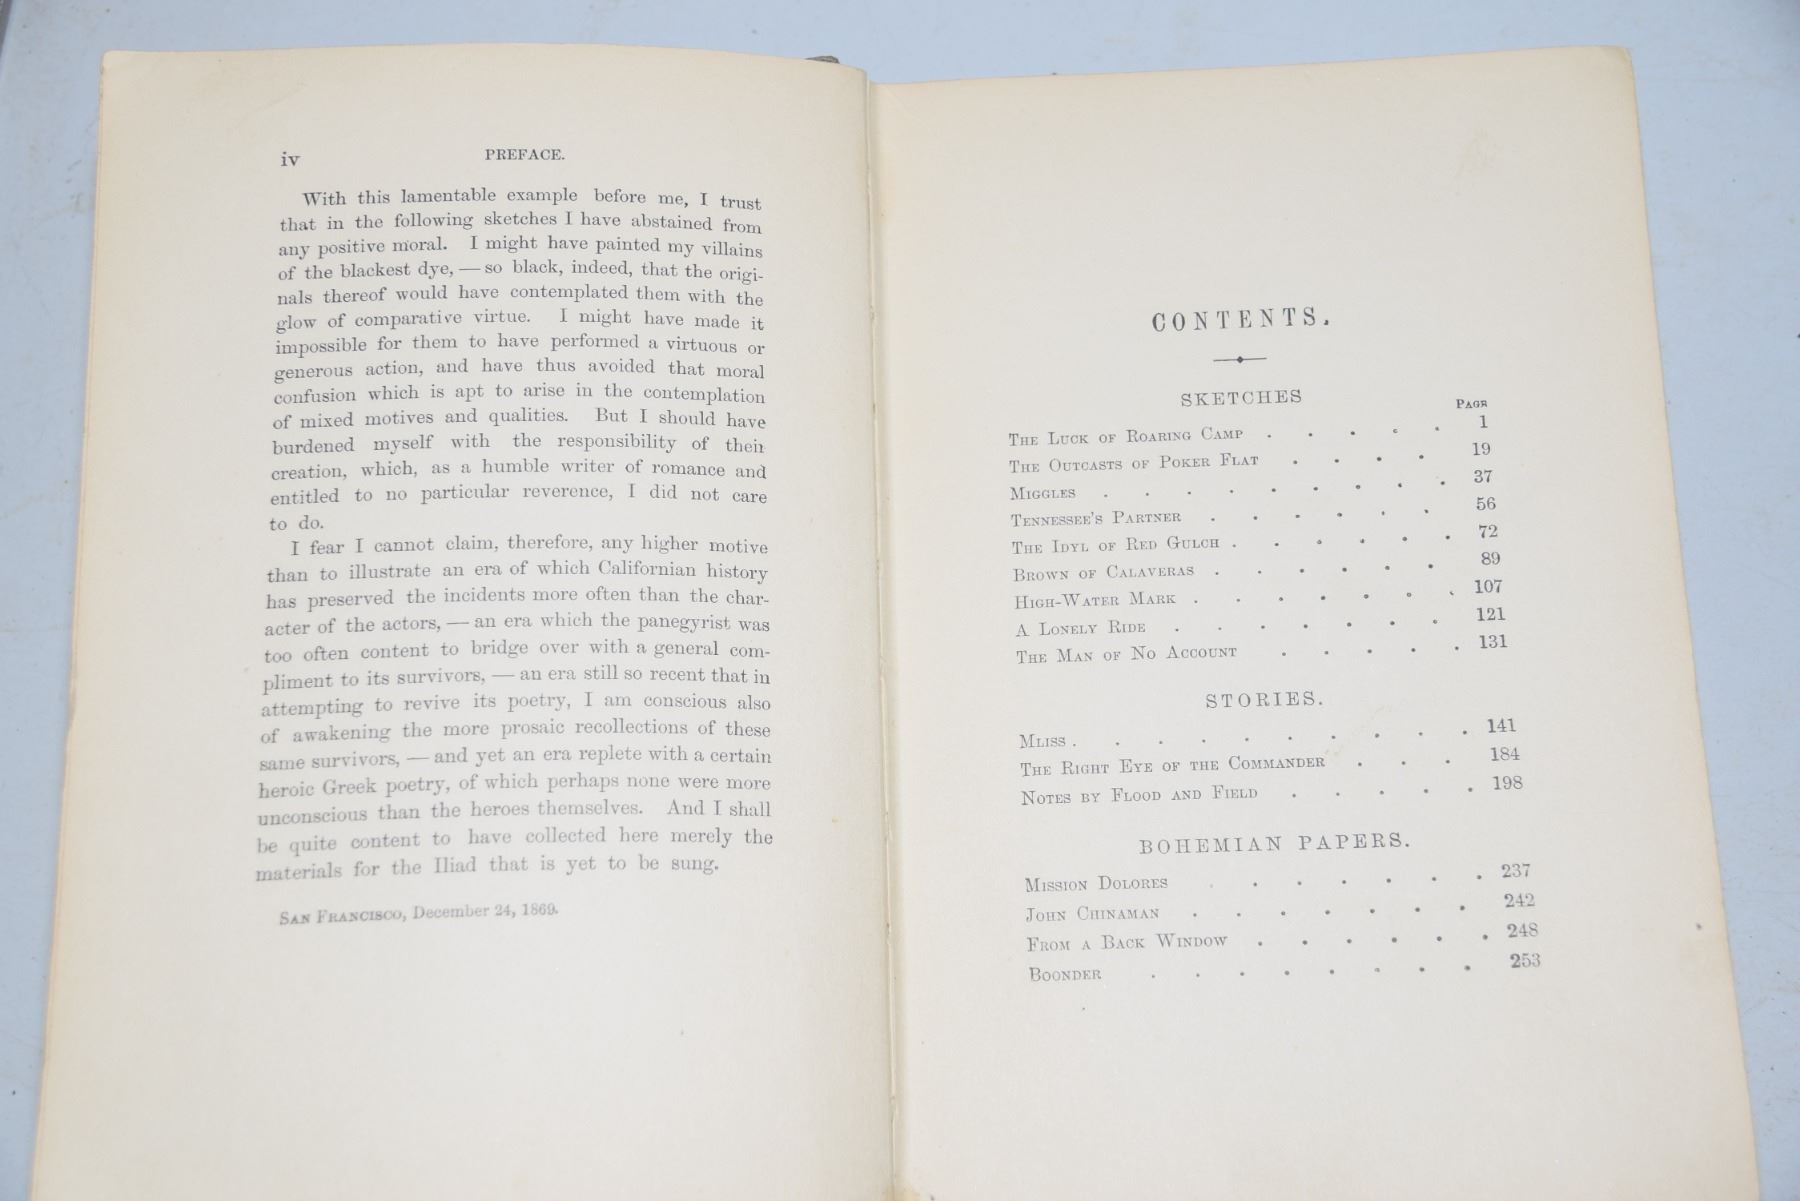 iv PREFACE.
With this lamentable example before me, I trust
that in the following sketches I have abstained from
any positive moral. I might have painted my villains
of the blackest dye, — so black, indeed, that the origi-
nals thereof would have contemplated them with the
glow of comparative virtue. I might have made it
impossible for them to have performed a virtuous or
generous action, and have thus avoided that moral
confusion which is apt to arise in the contemplation
of mixed motives and qualities. But I should have
burdened myself with the responsibility of their
creation, which, as a humble writer of romance and
entitled to no particular reverence, I did not care
to do.
I fear I cannot claim, therefore, any higher motive
than to illustrate an era of which Californian history
has preserved the incidents more often than the char-
acter of the actors, — an era which the panegyrist was
too often content to bridge over with a general com-
pliment to its survivors, — an era still so recent that in
attempting to revive its poetry, I am conscious also
of awakening the more prosaic recollections of these
same survivors, — and yet an era replete with a certain
heroic Greek poetry, of which perhaps none were more
unconscious than the heroes themselves. And I shall
be quite content to have collected here merely the
materials for the Iliad that is yet to be sung.
San Francisco, December 24, 1869.
CONTENTS.
SKETCHES
Page
The Luck of Roaring Camp . . . . . 1
The Outcasts of Poker Flat . . . . 19
Miggles . . . . . . . . . 37
Tennessee's Partner . . . . . . 56
The Idyl of Red Gulch . . . . . . 72
Brown of Calaveras . . . . . . 89
High-Water Mark . . . . . . . 107
A Lonely Ride . . . . . . . 121
The Man of No Account . . . . . 131
STORIES.
Mliss . . . . . . . . . . 141
The Right Eye of the Commander . . . 184
Notes by Flood and Field . . . . . 198
BOHEMIAN PAPERS.
Mission Dolores . . . . . . . 237
John Chinaman . . . . . . . 242
From a Back Window . . . . . . 248
Boonder . . . . . . . . 253